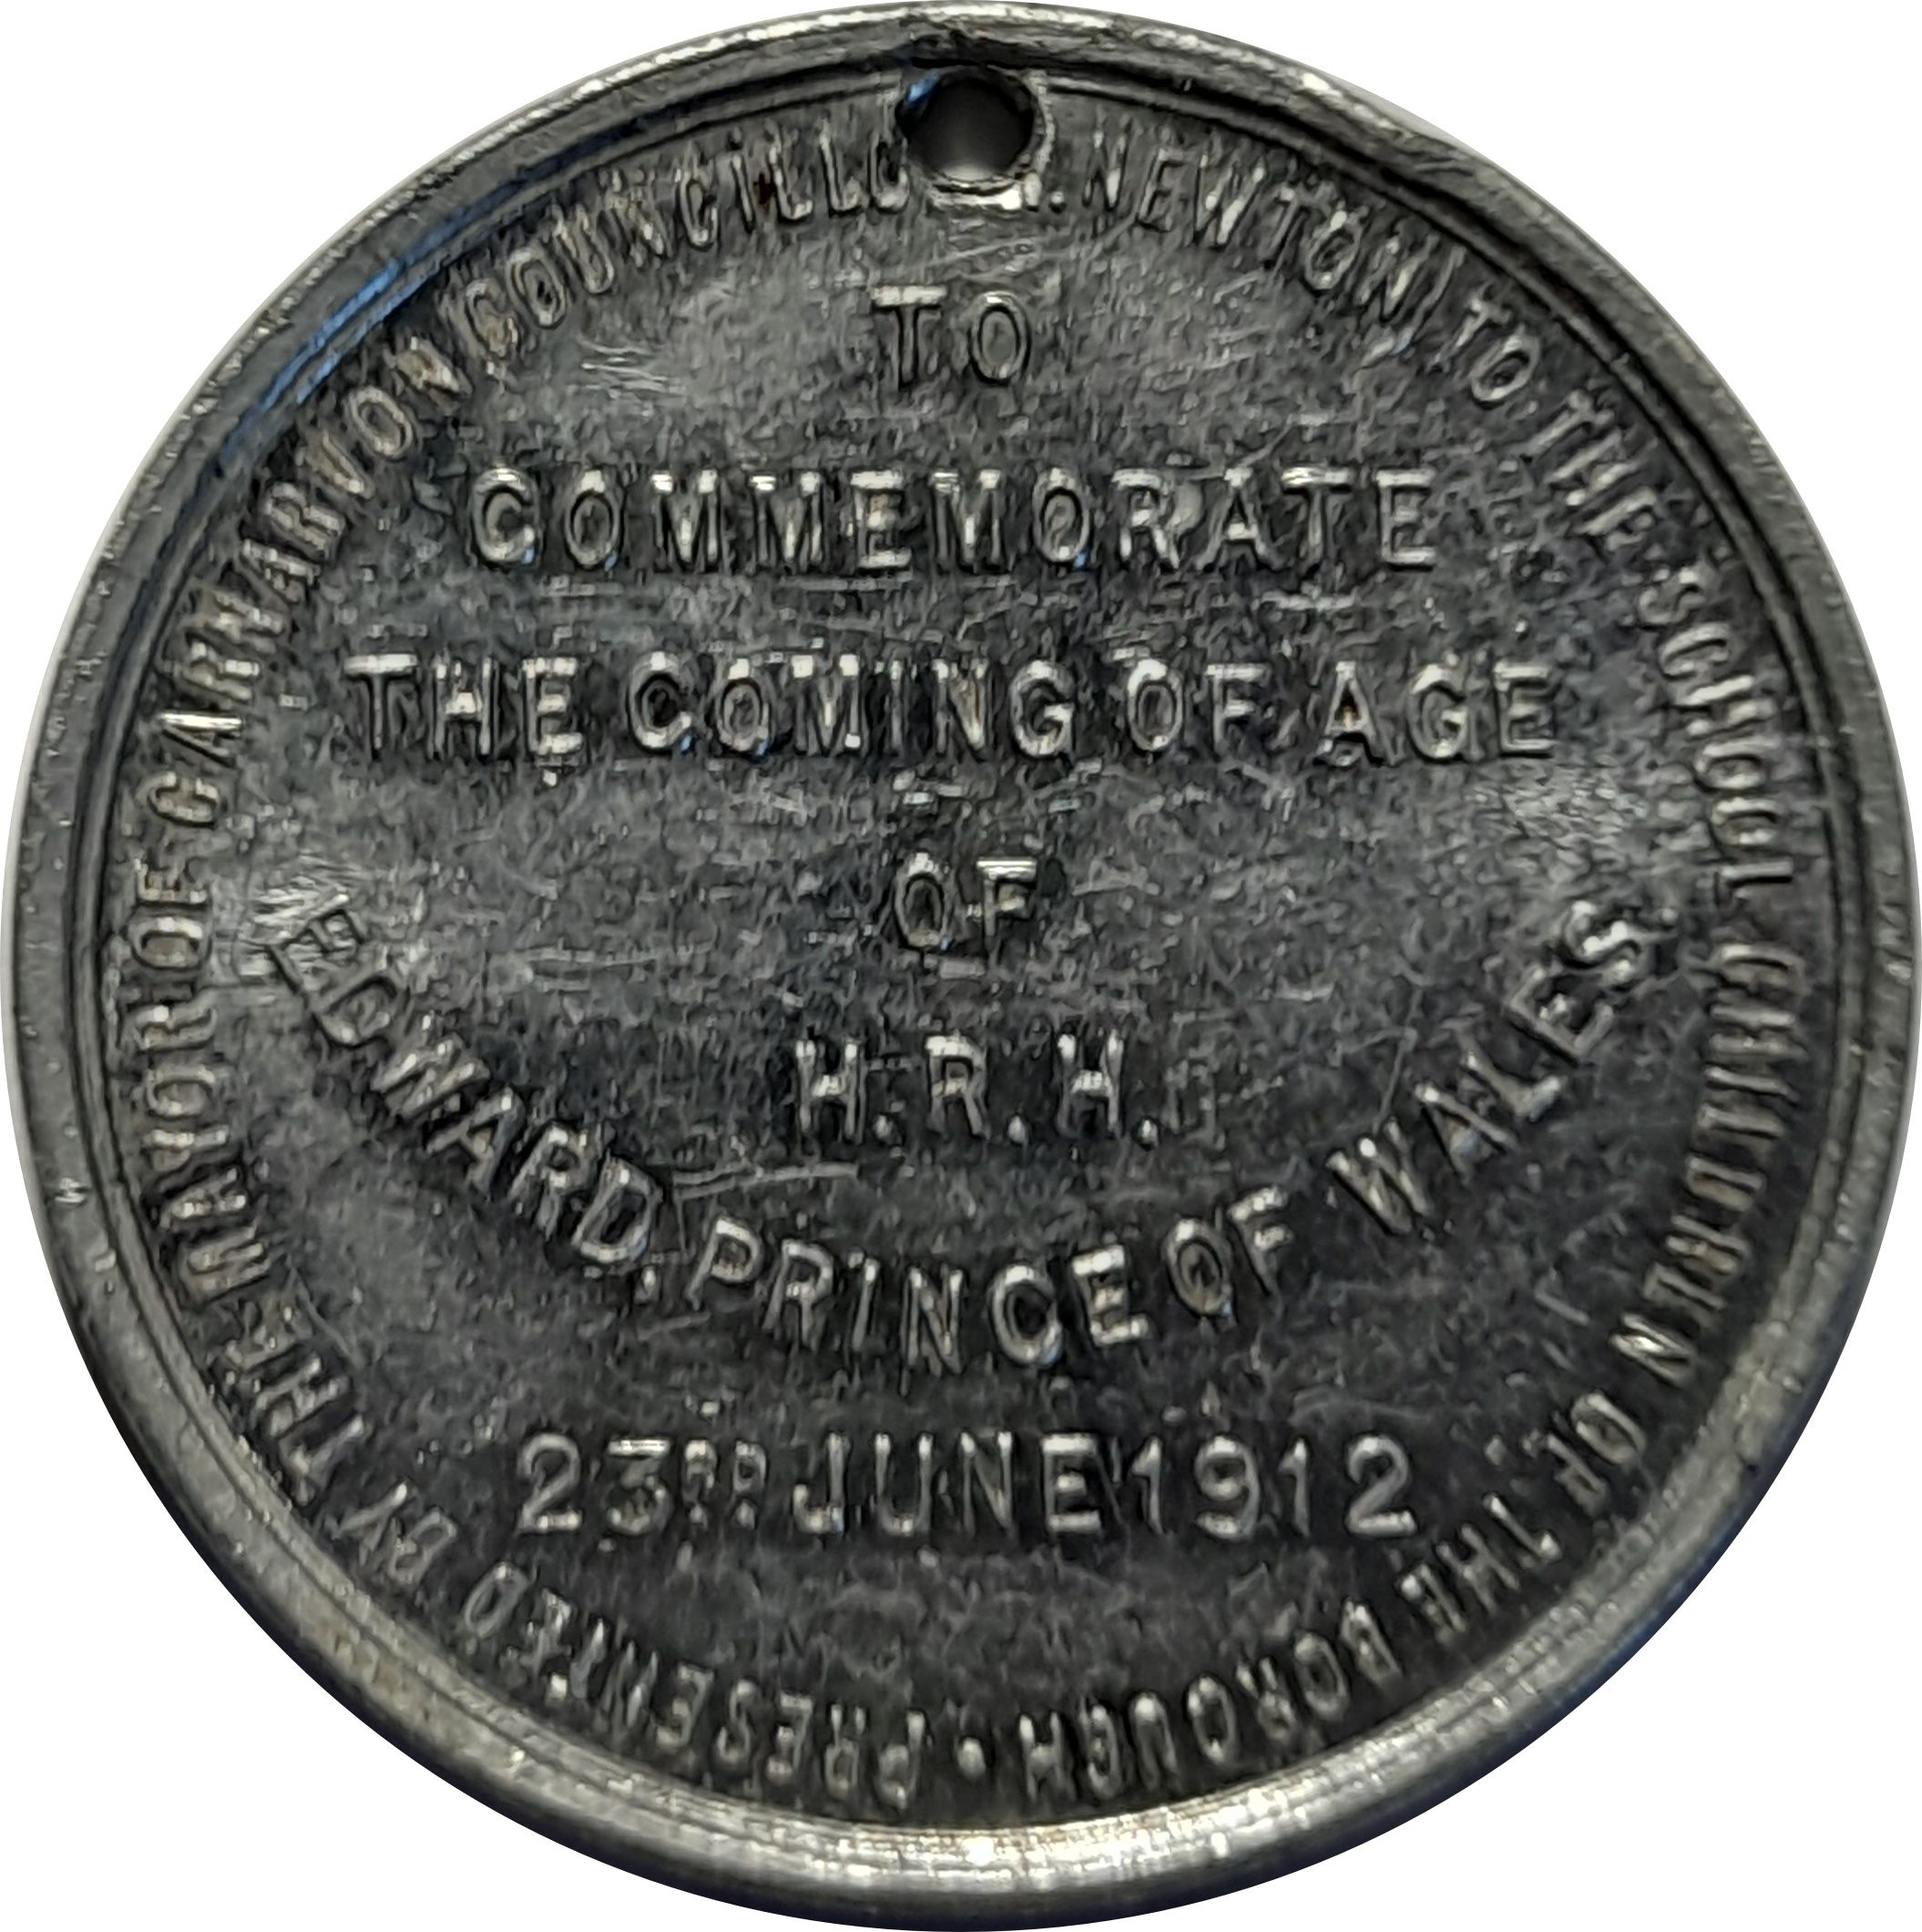 PRESENTED BY THE MAYOR OF CARNARVON COUNCILLO . NEWTON TO THE SCHOOL CHILDREN OF THE BOROUGH •
TO
COMMEMORATE
THE COMING OF AGE
OF
H.R.H.
EDWARD, PRINCE OF WALES.
23RD JUNE 1912